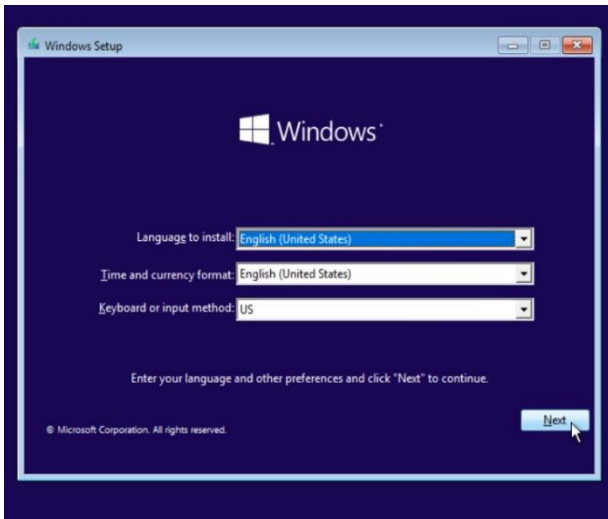 Windows Setup
Windows
Language to install: English (United States)
Time and currency format: English (United States)
Keyboard or input method: US
Enter your language and other preferences and click "Next" to continue.
Next
© Microsoft Corporation. All rights reserved.